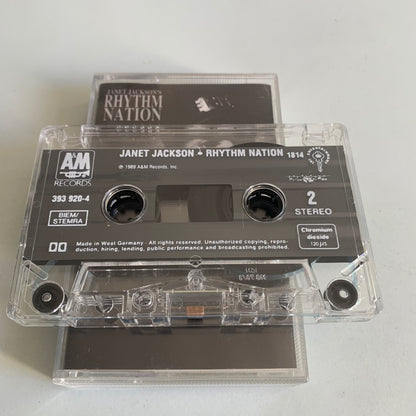 JANET JACKSON'S
RHYTHM
NATION
A&M
RECORDS
JANET JACKSON • RHYTHM NATION 1814
℗ 1989 A&M Records, Inc.
393 920-4
BIEM/
STEMRA
2
STEREO
Made in West Germany · All rights reserved. Unauthorized copying, repro-
duction, hiring, lending, public performance and broadcasting prohibited.
Chromium
dioxide
120 µS